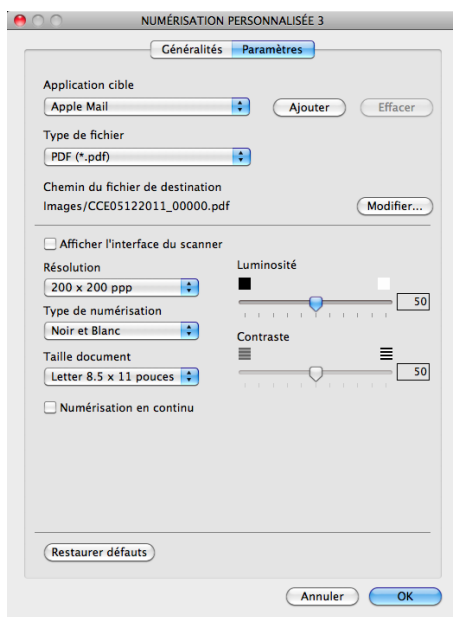 NUMÉRISATION PERSONNALISÉE 3
Généralités Paramètres
Application cible
Apple Mail Ajouter Effacer
Type de fichier
PDF (*.pdf)
Chemin du fichier de destination
Images/CCE05122011_00000.pdf Modifier...
Afficher l'interface du scanner
Résolution
200 x 200 ppp
Type de numérisation
Noir et Blanc
Taille document
Letter 8.5 x 11 pouces
Numérisation en continu
Luminosité
50
Contraste
50
Restaurer défauts
Annuler OK